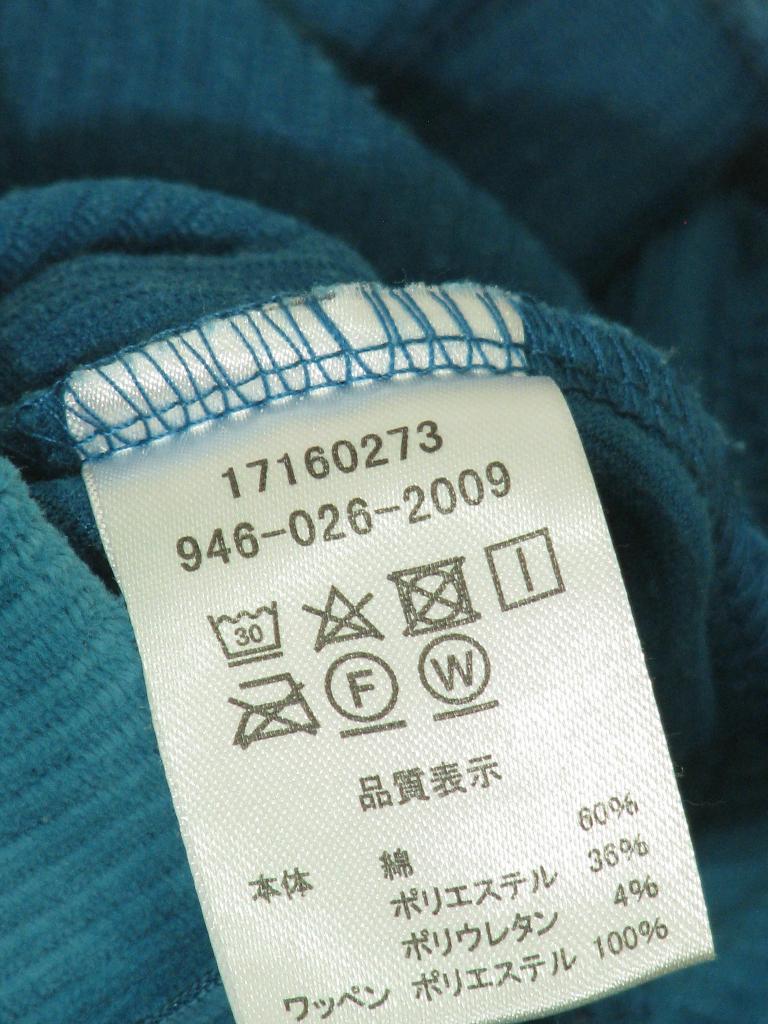 17160273
946-026-2009
30
F W
品質表示
本体 綿 60%
ポリエステル 36%
ポリウレタン 4%
ワッペン ポリエステル 100%